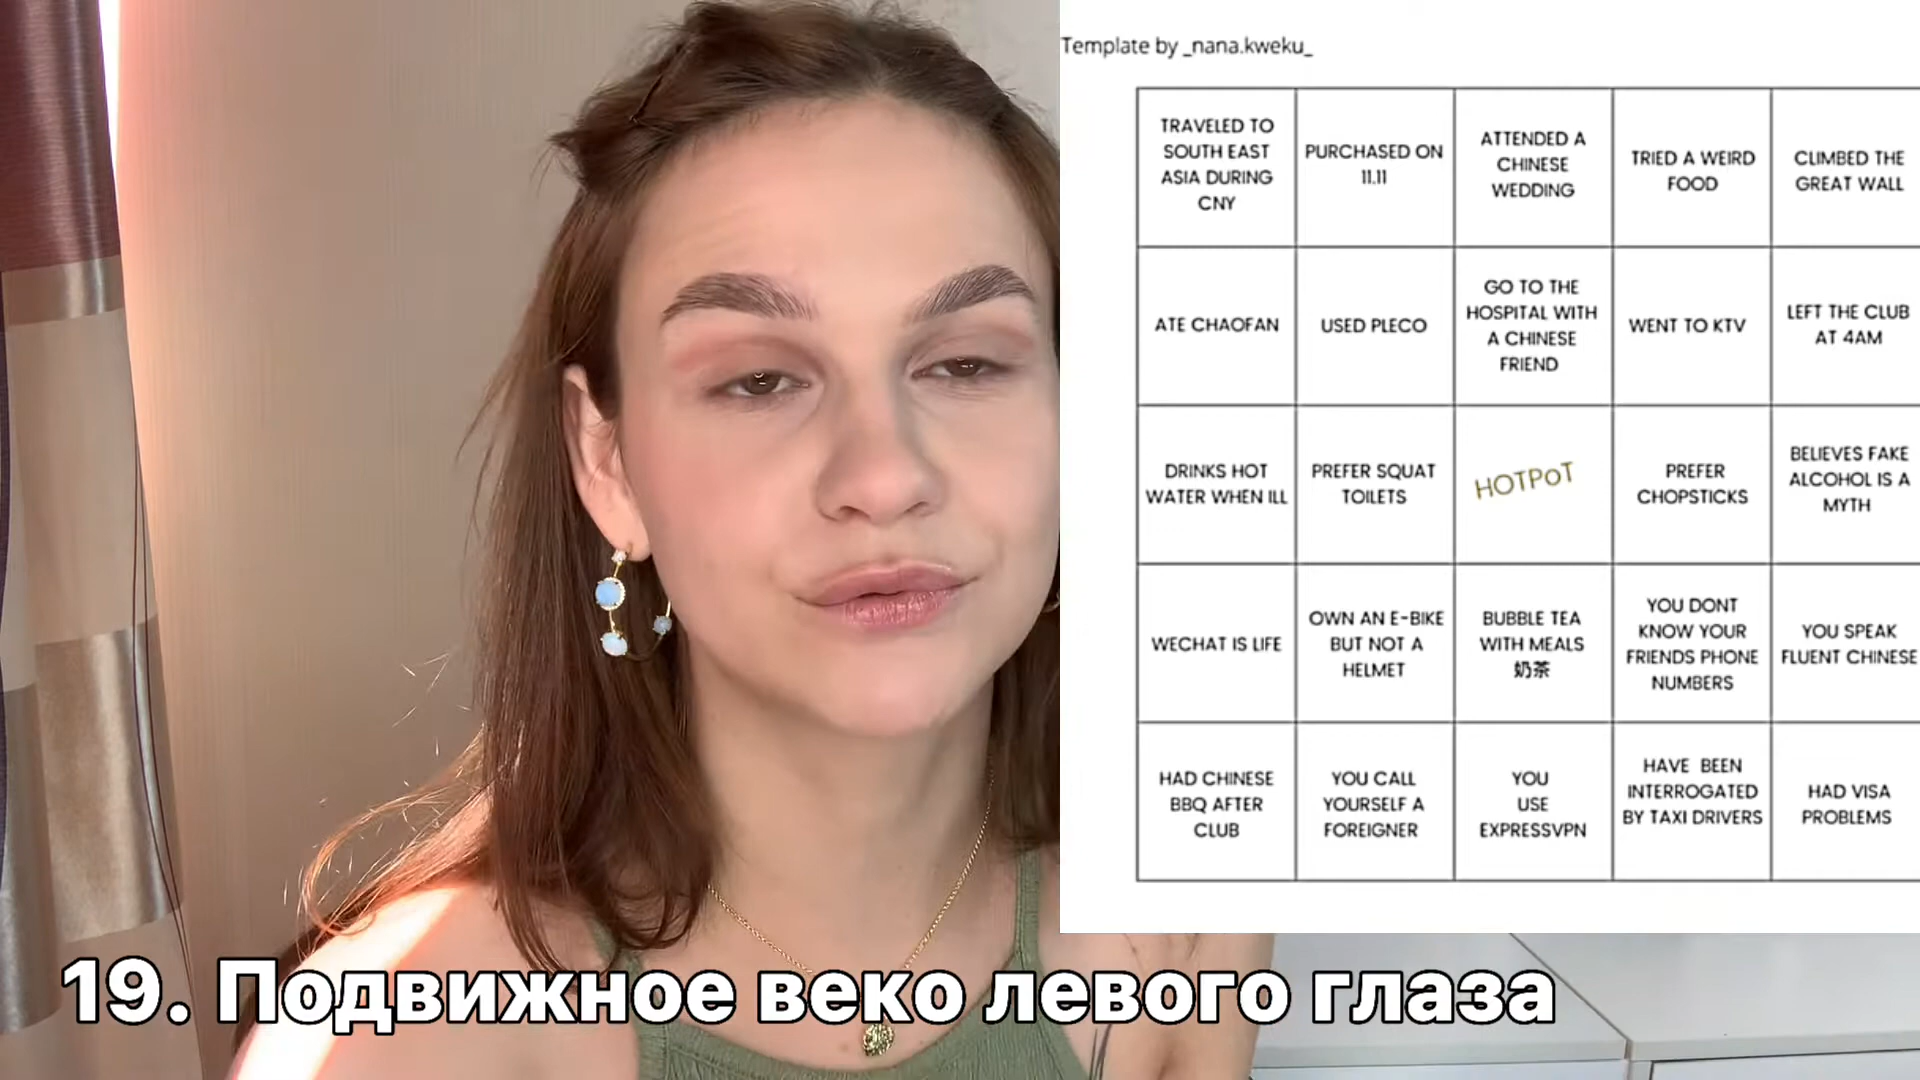 Template by _nana.kweku_
TRAVELED TO
SOUTH EAST
ASIA DURING
CNY
PURCHASED ON
11.11
ATTENDED A
CHINESE
WEDDING
TRIED A WEIRD
FOOD
CLIMBED THE
GREAT WALL
ATE CHAOFAN
USED PLECO
GO TO THE
HOSPITAL WITH
A CHINESE
FRIEND
WENT TO KTV
LEFT THE CLUB
AT 4AM
DRINKS HOT
WATER WHEN ILL
PREFER SQUAT
TOILETS
HOTPoT
PREFER
CHOPSTICKS
BELIEVES FAKE
ALCOHOL IS A
MYTH
WECHAT IS LIFE
OWN AN E-BIKE
BUT NOT A
HELMET
BUBBLE TEA
WITH MEALS
奶茶
YOU DONT
KNOW YOUR
FRIENDS PHONE
NUMBERS
YOU SPEAK
FLUENT CHINESE
HAD CHINESE
BBQ AFTER
CLUB
YOU CALL
YOURSELF A
FOREIGNER
YOU
USE
EXPRESSVPN
HAVE BEEN
INTERROGATED
BY TAXI DRIVERS
HAD VISA
PROBLEMS
19. Подвижное веко левого глаза